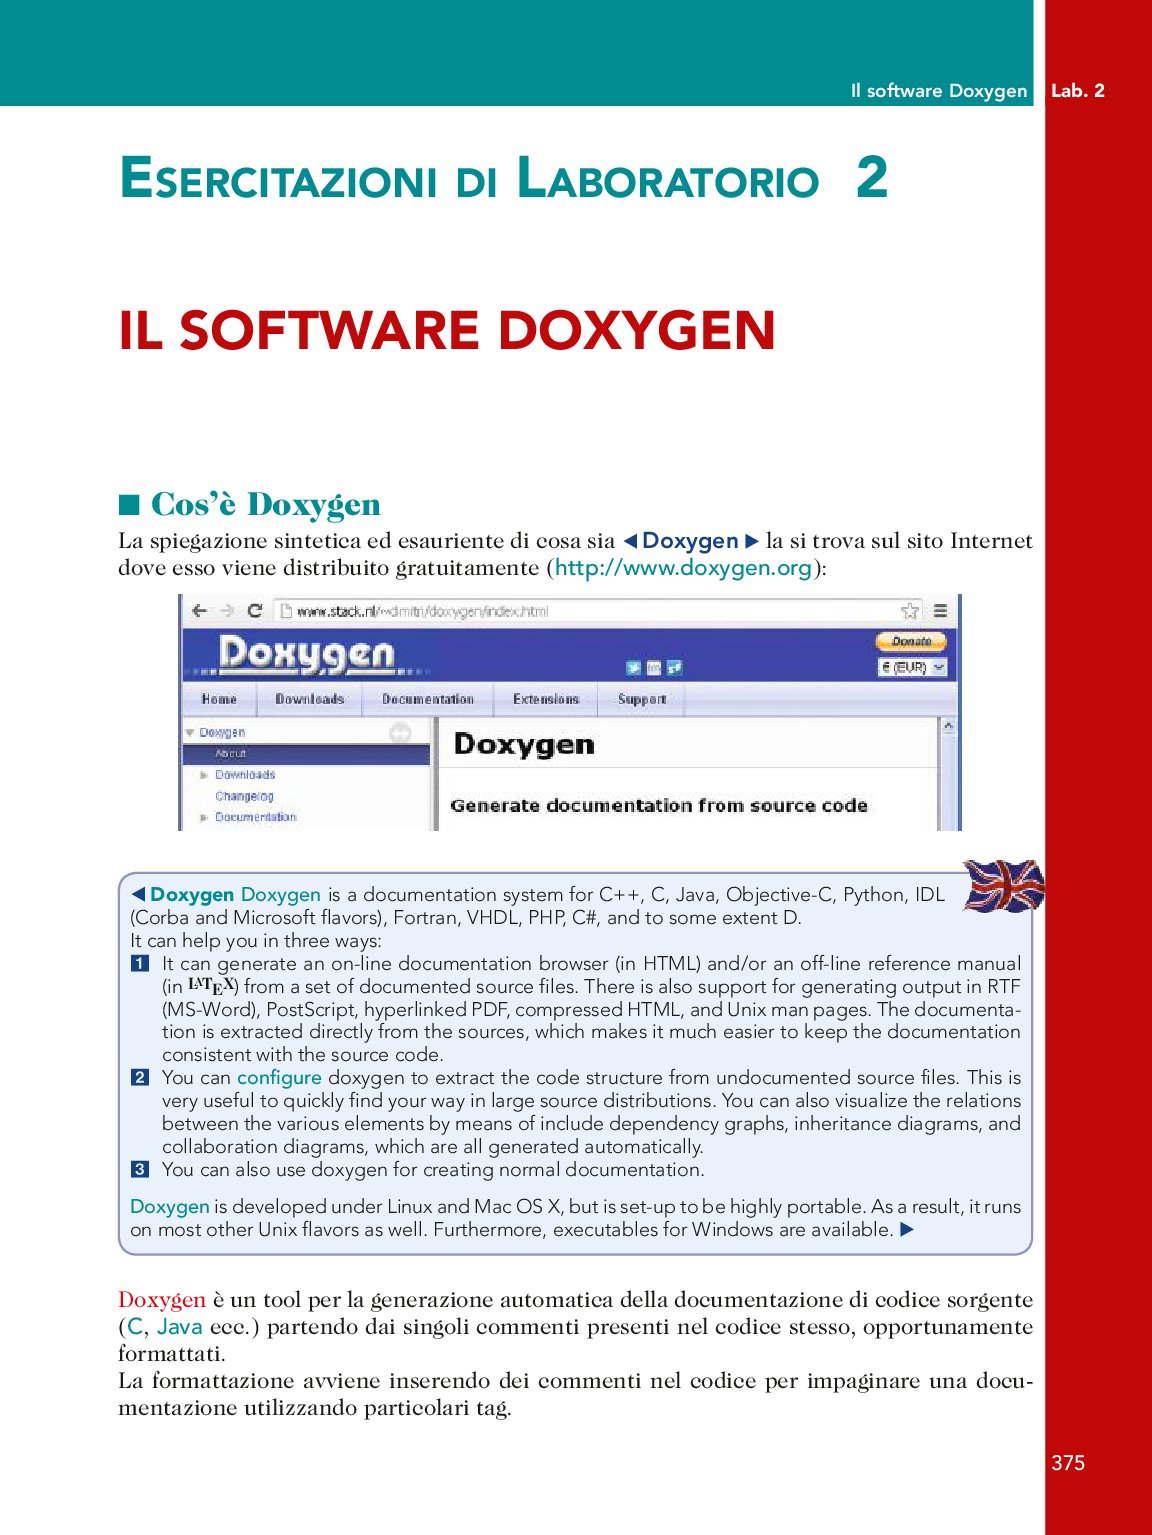 Il software Doxygen Lab. 2
ESERCITAZIONI DI LABORATORIO 2
IL SOFTWARE DOXYGEN
■ Cos'è Doxygen
La spiegazione sintetica ed esauriente di cosa sia ◀ Doxygen ▶ la si trova sul sito Internet
dove esso viene distribuito gratuitamente (http://www.doxygen.org):
www.stack.nl/~dimitri/doxygen/index.html
Doxygen
Donate
€ (EUR)
Home Downloads Documentation Extensions Support
Doxygen
About
Downloads
Changelog
Documentation
Doxygen
Generate documentation from source code
◀ Doxygen Doxygen is a documentation system for C++, C, Java, Objective-C, Python, IDL
(Corba and Microsoft flavors), Fortran, VHDL, PHP, C#, and to some extent D.
It can help you in three ways:
1 It can generate an on-line documentation browser (in HTML) and/or an off-line reference manual
(in LATEX) from a set of documented source files. There is also support for generating output in RTF
(MS-Word), PostScript, hyperlinked PDF, compressed HTML, and Unix man pages. The documenta-
tion is extracted directly from the sources, which makes it much easier to keep the documentation
consistent with the source code.
2 You can configure doxygen to extract the code structure from undocumented source files. This is
very useful to quickly find your way in large source distributions. You can also visualize the relations
between the various elements by means of include dependency graphs, inheritance diagrams, and
collaboration diagrams, which are all generated automatically.
3 You can also use doxygen for creating normal documentation.
Doxygen is developed under Linux and Mac OS X, but is set-up to be highly portable. As a result, it runs
on most other Unix flavors as well. Furthermore, executables for Windows are available. ▶
Doxygen è un tool per la generazione automatica della documentazione di codice sorgente
(C, Java ecc.) partendo dai singoli commenti presenti nel codice stesso, opportunamente
formattati.
La formattazione avviene inserendo dei commenti nel codice per impaginare una docu-
mentazione utilizzando particolari tag.
375